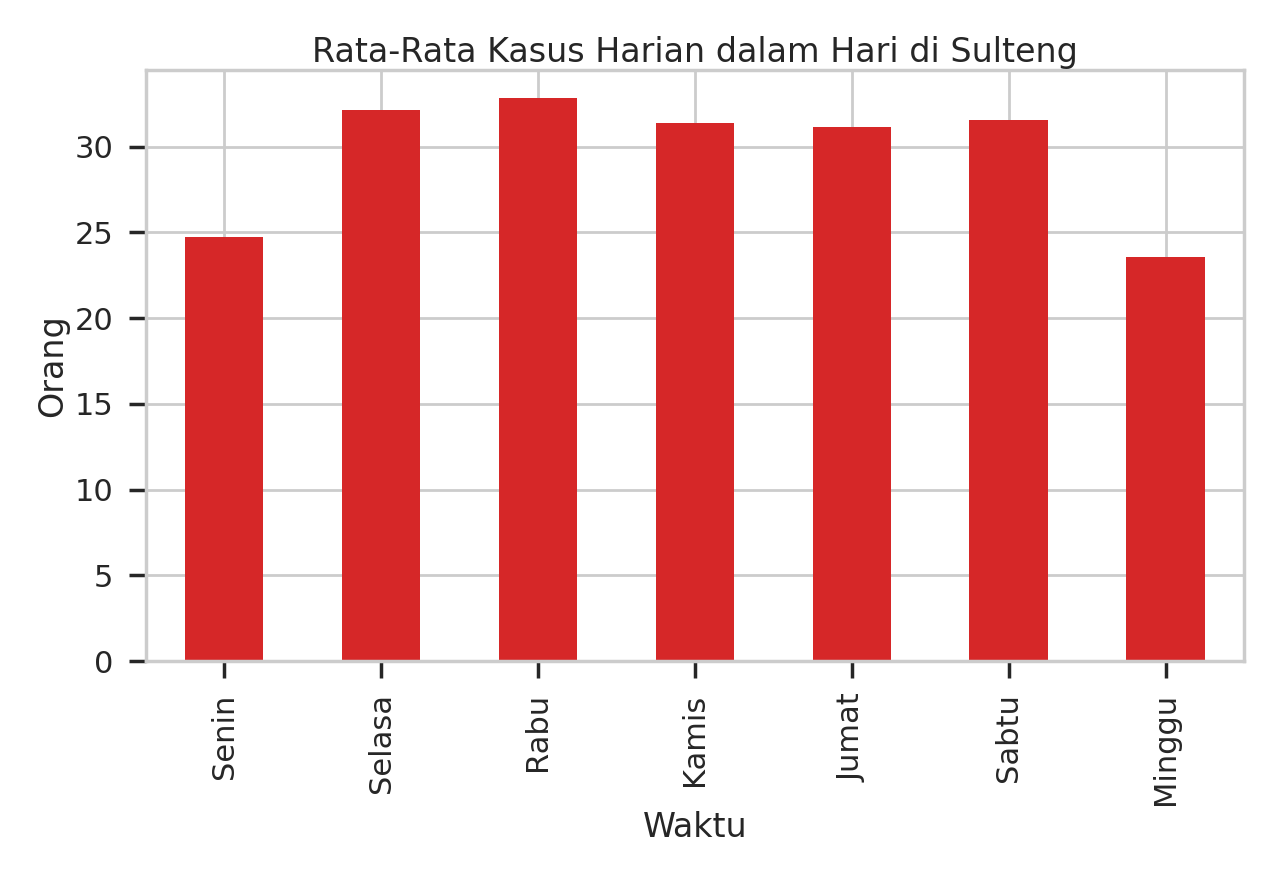 Rata-Rata Kasus Harian dalam Hari di Sulteng
Orang
30
25
20
15
10
5
0
Senin
Selasa
Rabu
Kamis
Jumat
Sabtu
Minggu
Waktu